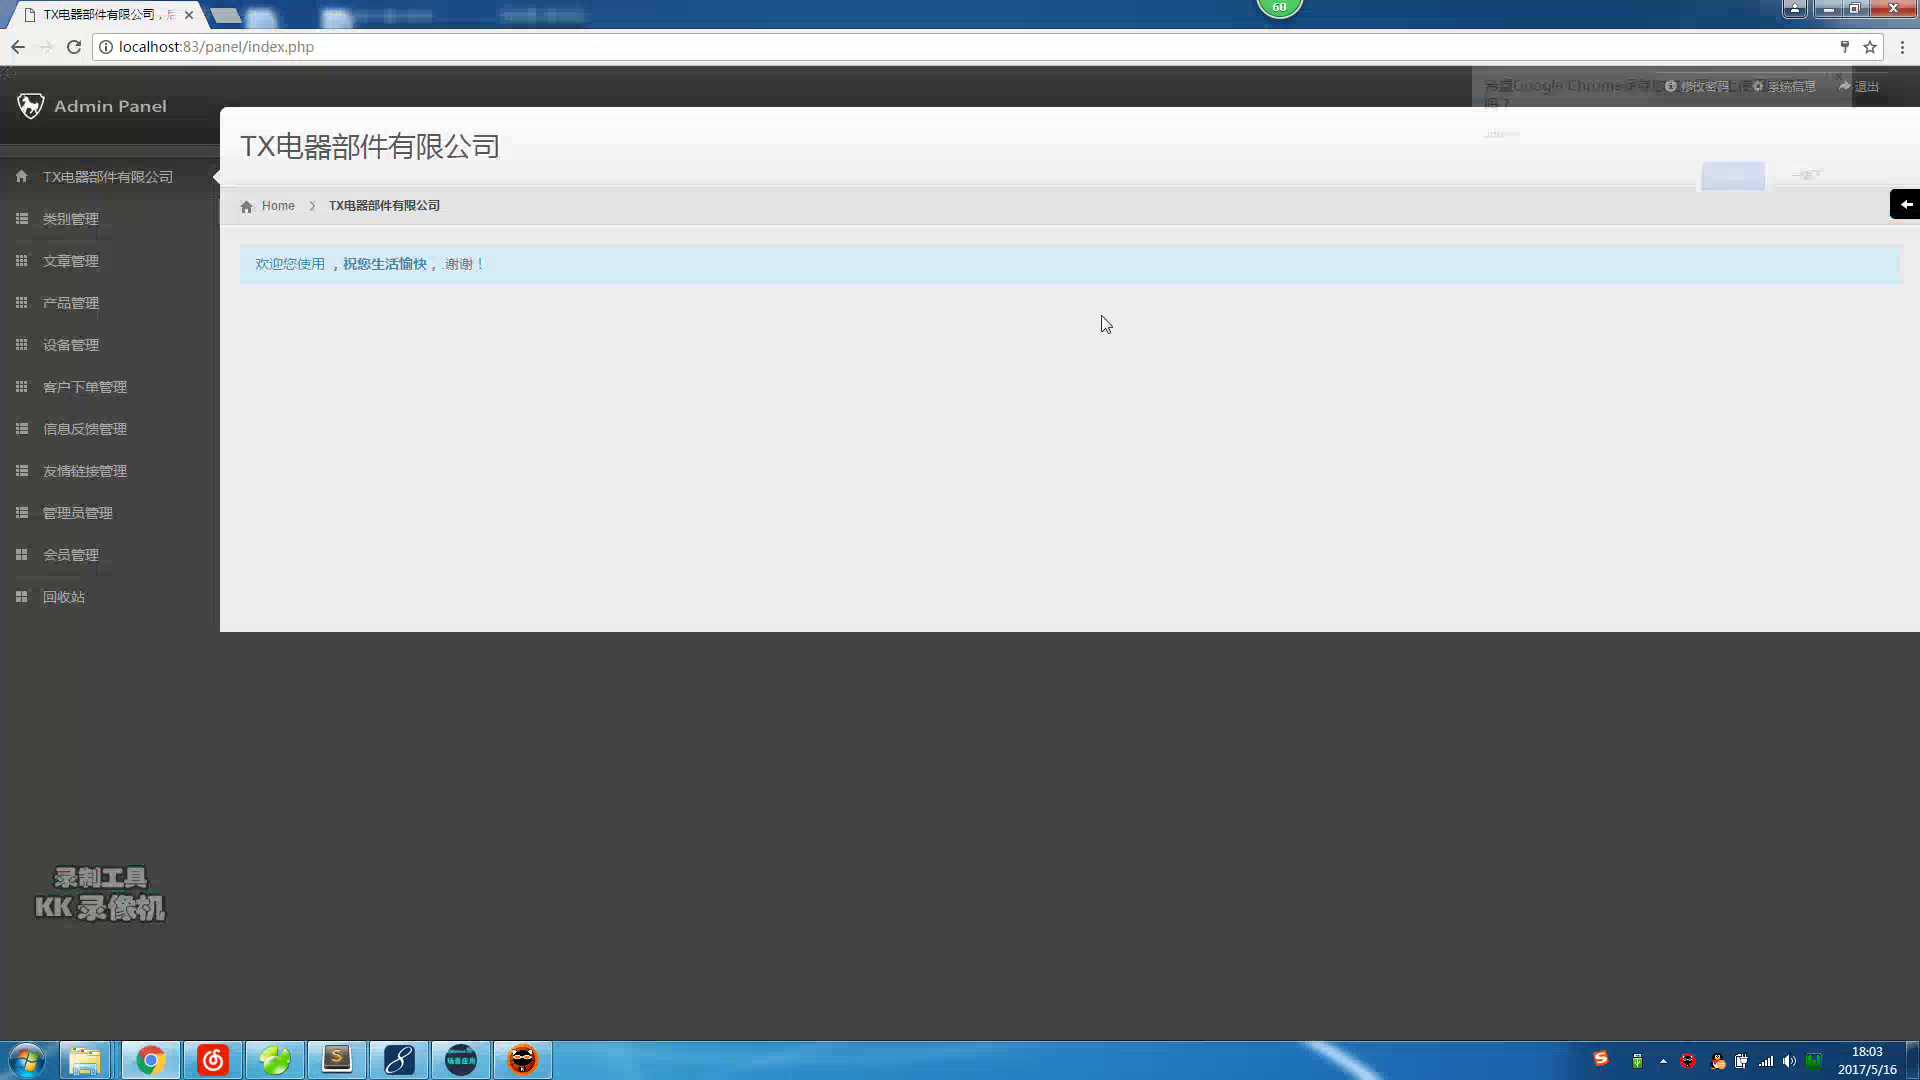 TX电器部件有限公司，后
60
localhost:83/panel/index.php
Admin Panel
修改密码
系统信息
退出
TX电器部件有限公司
TX电器部件有限公司
Home
TX电器部件有限公司
欢迎您使用 ，祝您生活愉快， .谢谢！
类别管理
文章管理
产品管理
设备管理
客户下单管理
信息反馈管理
友情链接管理
管理员管理
会员管理
回收站
录制工具
KK 录像机
场景应用
18:03
2017/5/16